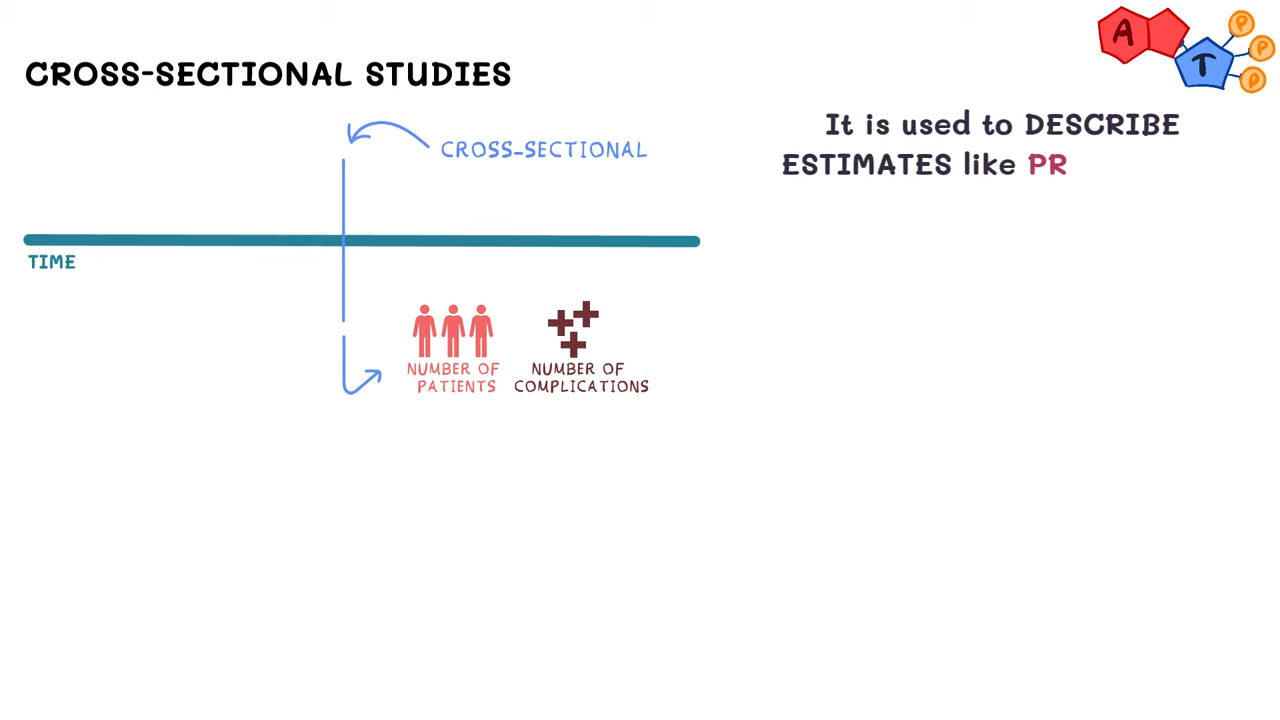 CROSS-SECTIONAL STUDIES
A
T
P
P
P
It is used to DESCRIBE
ESTIMATES like PR
CROSS-SECTIONAL
TIME
NUMBER OF
PATIENTS
NUMBER OF
COMPLICATIONS